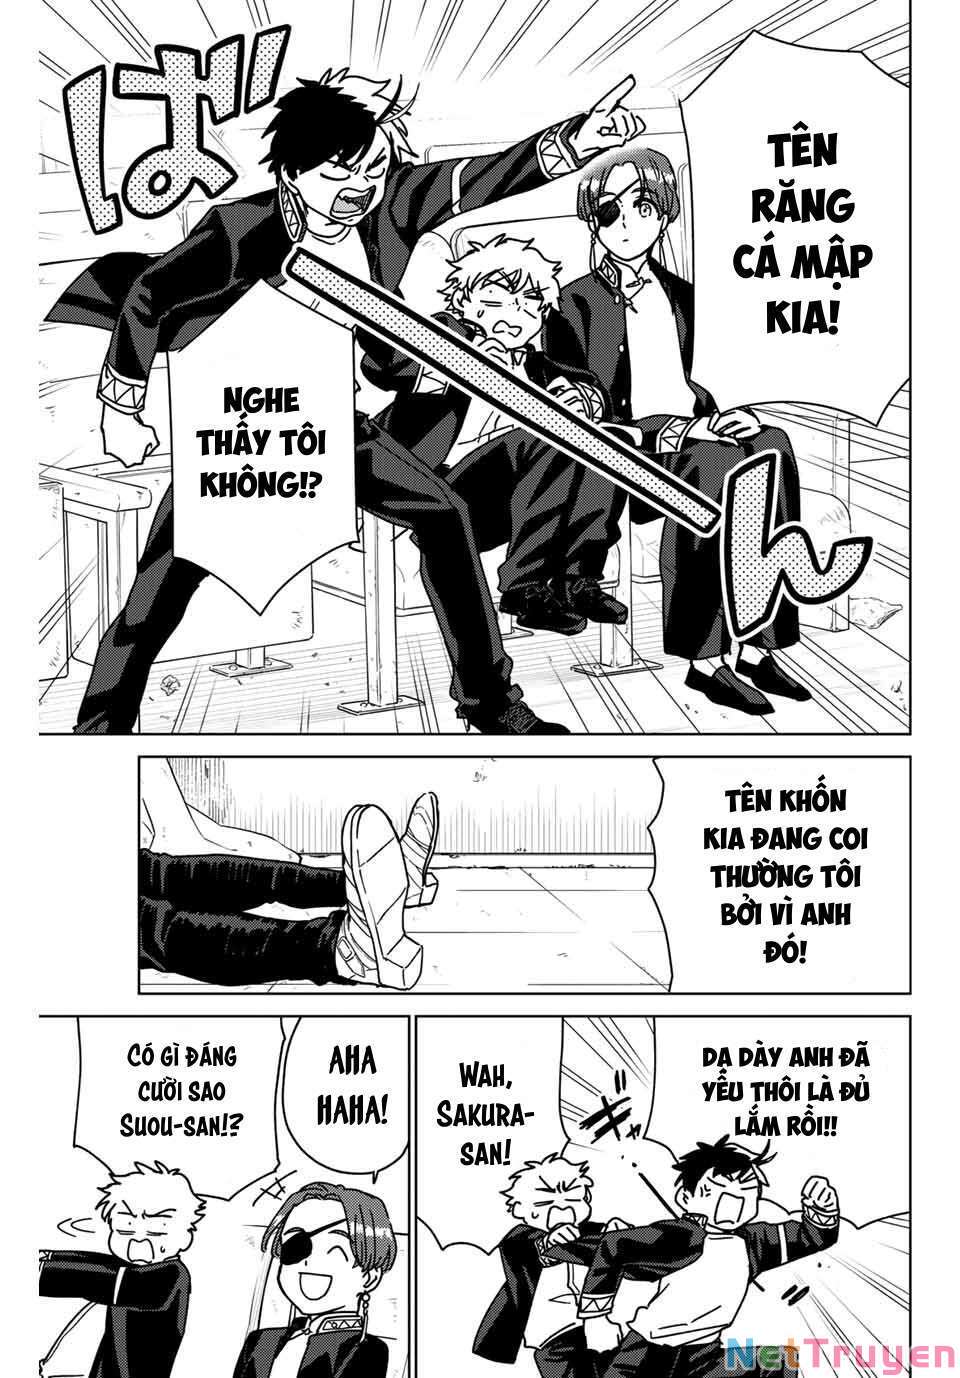 TÊN
RĂNG
CÁ MẬP
KIA!
ばーん
NGHE
THẤY TÔI
KHÔNG!?
TÊN KHỐN
KIA ĐANG COI
THƯỜNG TÔI
BỞI VÌ ANH
ĐÓ!
DẠ DÀY ANH ĐÃ
YẾU THÔI LÀ ĐỦ
LẮM RỒI!!
WAH,
SAKURA-
SAN!
AHA
HAHA!
CÓ GÌ ĐÁNG
CƯỜI SAO
SUOU-SAN!?
NetTruyen